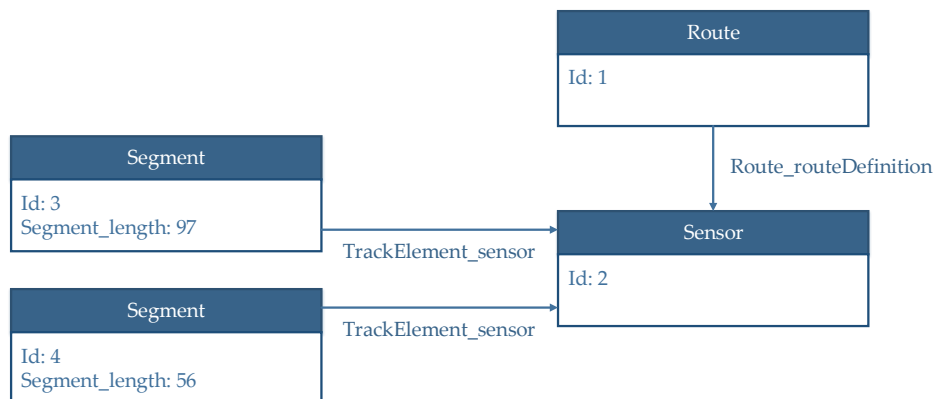 Route
Id: 1
Route_routeDefinition
Segment
Id: 3
Segment_length: 97
TrackElement_sensor
Sensor
Id: 2
Segment
Id: 4
Segment_length: 56
TrackElement_sensor